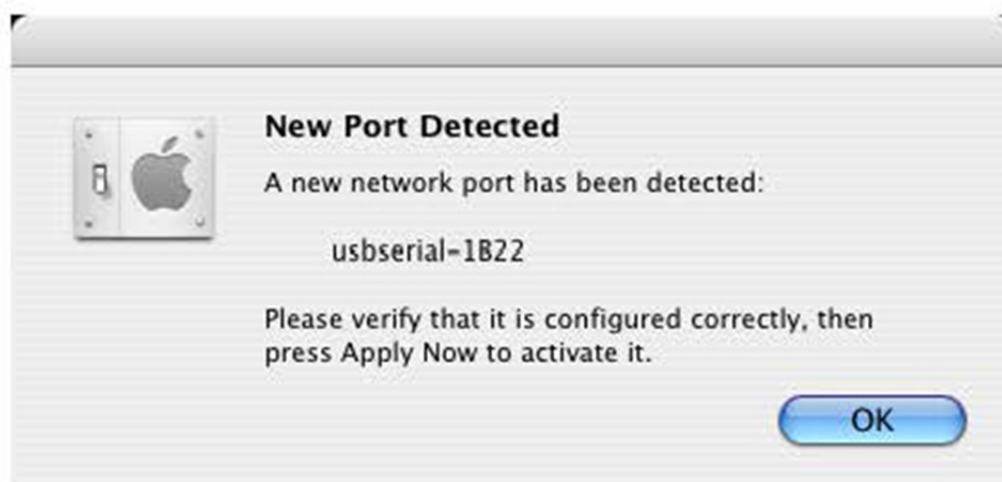 New Port Detected
A new network port has been detected:
usbserial-1B22
Please verify that it is configured correctly, then
press Apply Now to activate it.
OK